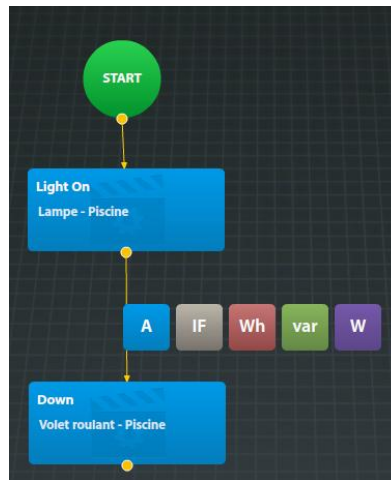 START
Light On
Lampe - Piscine
A IF Wh var W
Down
Volet roulant - Piscine